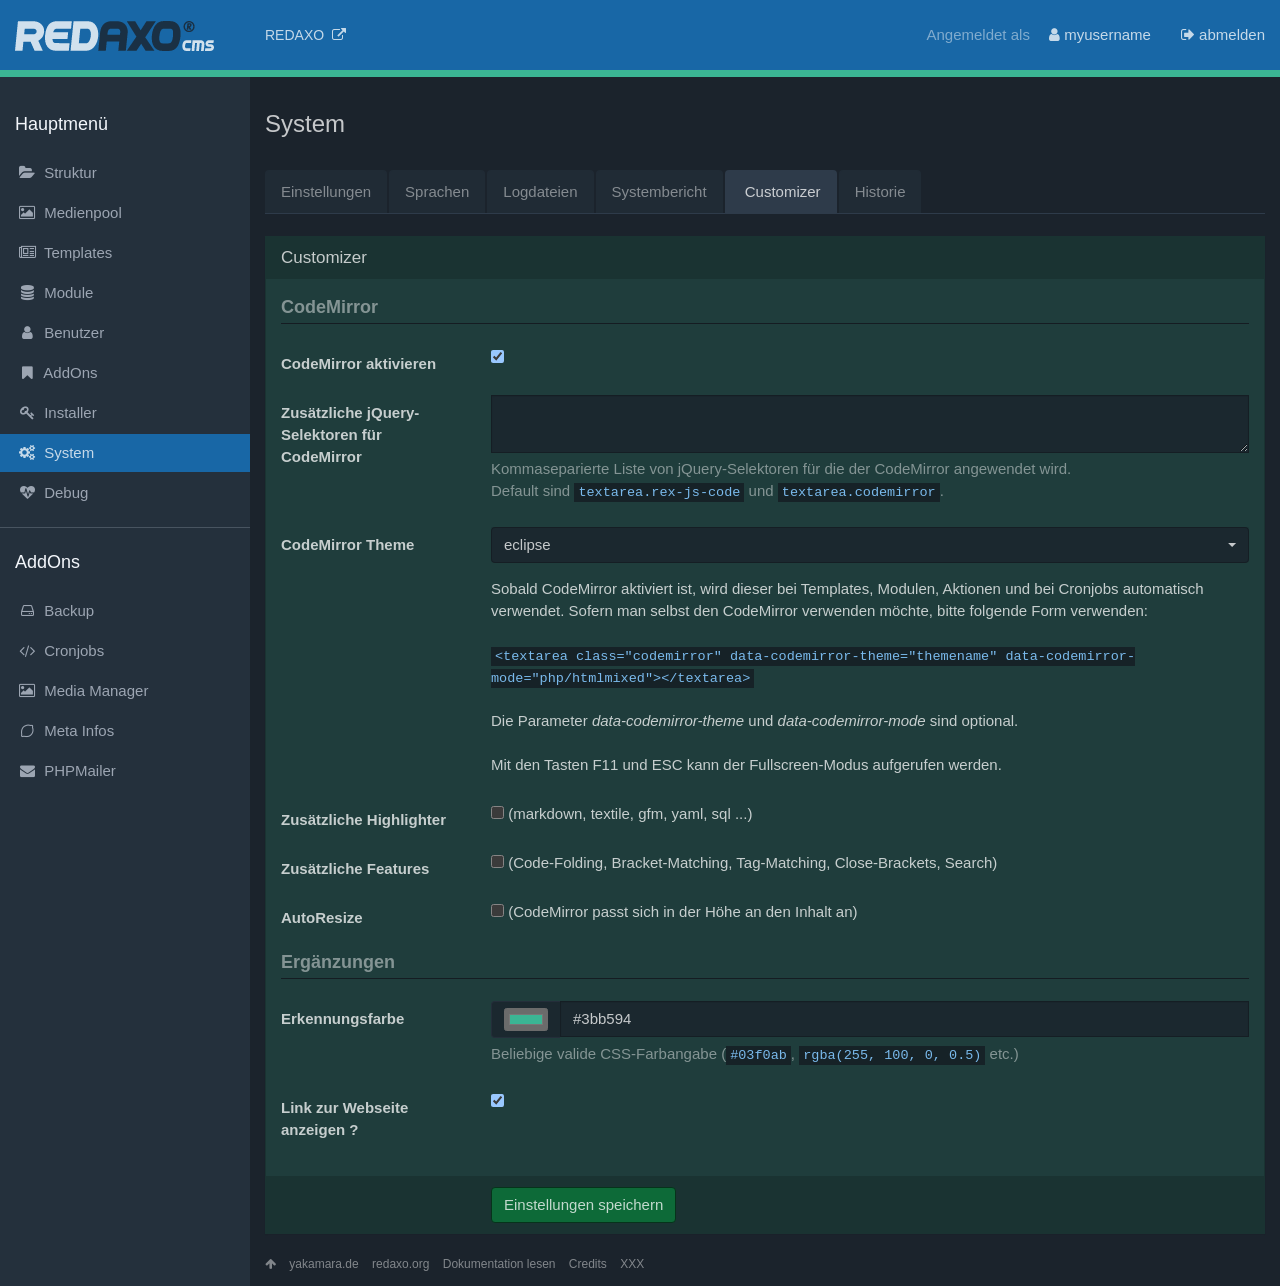 REDAXO® cms
REDAXO
Angemeldet als myusername abmelden
Hauptmenü
Struktur
Medienpool
Templates
Module
Benutzer
AddOns
Installer
System
Debug
AddOns
Backup
Cronjobs
Media Manager
Meta Infos
PHPMailer
System
Einstellungen Sprachen Logdateien Systembericht Customizer Historie
Customizer
CodeMirror
CodeMirror aktivieren
Zusätzliche jQuery-
Selektoren für
CodeMirror
Kommaseparierte Liste von jQuery-Selektoren für die der CodeMirror angewendet wird.
Default sind textarea.rex-js-code und textarea.codemirror.
CodeMirror Theme
eclipse
Sobald CodeMirror aktiviert ist, wird dieser bei Templates, Modulen, Aktionen und bei Cronjobs automatisch
verwendet. Sofern man selbst den CodeMirror verwenden möchte, bitte folgende Form verwenden:
<textarea class="codemirror" data-codemirror-theme="themename" data-codemirror-
mode="php/htmlmixed"></textarea>
Die Parameter data-codemirror-theme und data-codemirror-mode sind optional.
Mit den Tasten F11 und ESC kann der Fullscreen-Modus aufgerufen werden.
Zusätzliche Highlighter
(markdown, textile, gfm, yaml, sql ...)
Zusätzliche Features
(Code-Folding, Bracket-Matching, Tag-Matching, Close-Brackets, Search)
AutoResize
(CodeMirror passt sich in der Höhe an den Inhalt an)
Ergänzungen
Erkennungsfarbe
#3bb594
Beliebige valide CSS-Farbangabe (#03f0ab, rgba(255, 100, 0, 0.5) etc.)
Link zur Webseite
anzeigen ?
Einstellungen speichern
yakamara.de redaxo.org Dokumentation lesen Credits XXX